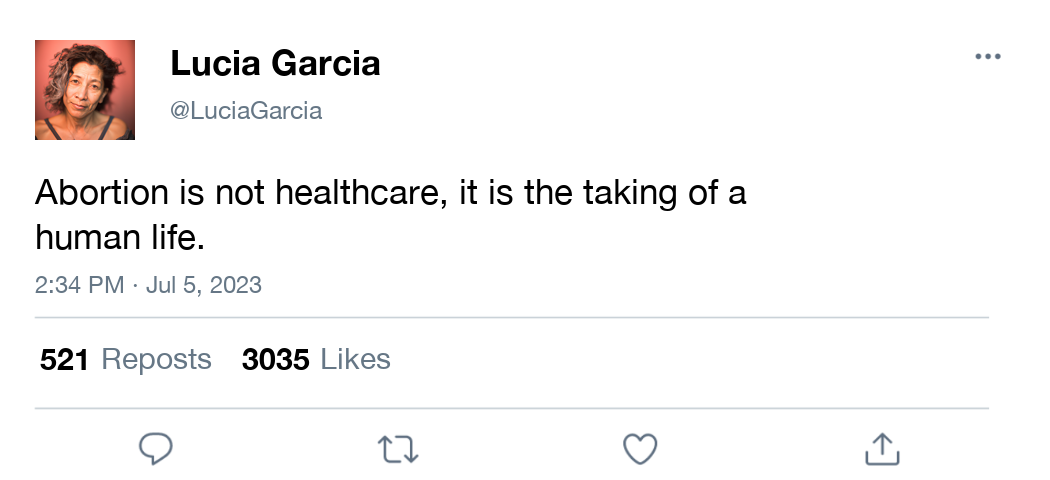 Lucia Garcia
@LuciaGarcia
Abortion is not healthcare, it is the taking of a
human life.
2:34 PM · Jul 5, 2023
521 Reposts 3035 Likes